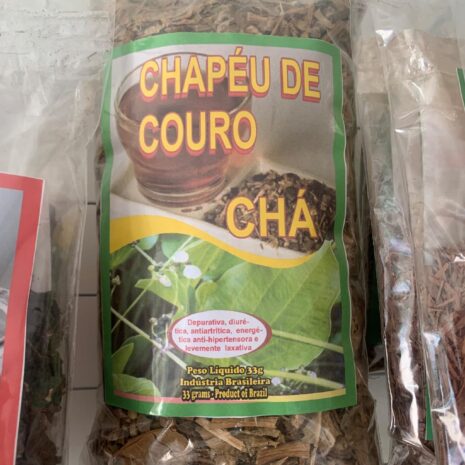 CHAPÉU DE
COURO
CHÁ
Depurativa, diuré-
tica, antiartrítica, energé-
tica anti-hipertensora e
levemente laxativa
Peso Líquido 33g
Indústria Brasileira
33 grams - Product of Brazil